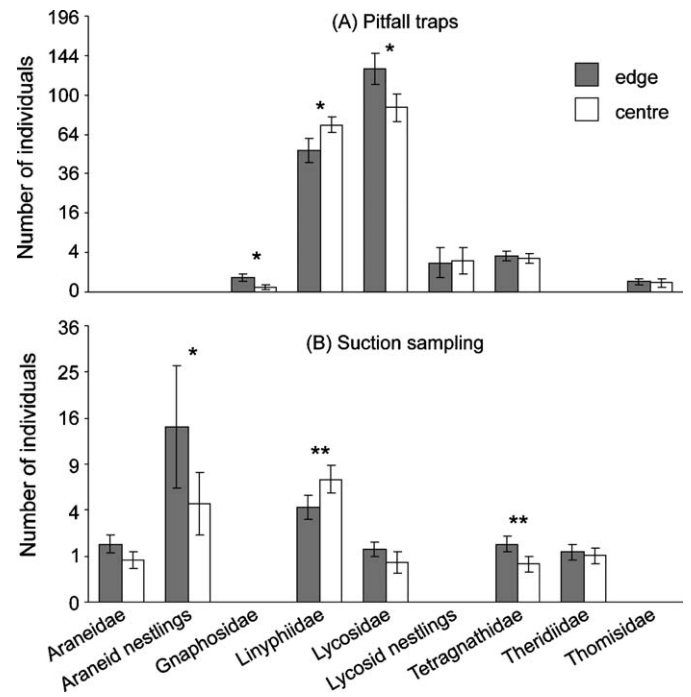 (A) Pitfall traps
Number of individuals
196
144
100
64
36
16
4
0
*
*
*
edge
centre
(B) Suction sampling
Number of individuals
36
25
16
9
4
1
0
*
**
**
Araneidae
Araneid nestlings
Gnaphosidae
Linyphiidae
Lycosidae
Lycosid nestlings
Tetragnathidae
Theridiidae
Thomisidae